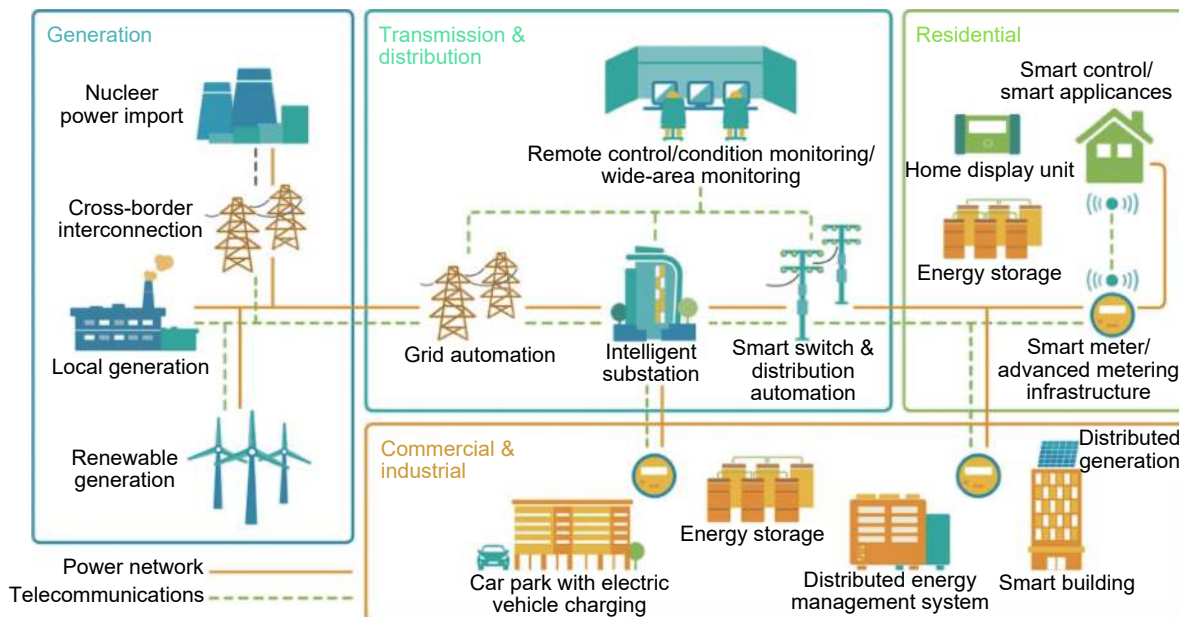 Generation
Nucleer
power import
Cross-border
interconnection
Local generation
Renewable
generation
Power network
Telecommunications
Transmission &
distribution
Remote control/condition monitoring/
wide-area monitoring
Grid automation
Intelligent
substation
Smart switch &
distribution
automation
Residential
Smart control/
smart applicances
Home display unit
Energy storage
Smart meter/
advanced metering
infrastructure
Commercial &
industrial
Car park with electric
vehicle charging
Energy storage
Distributed energy
management system
Distributed
generation
Smart building